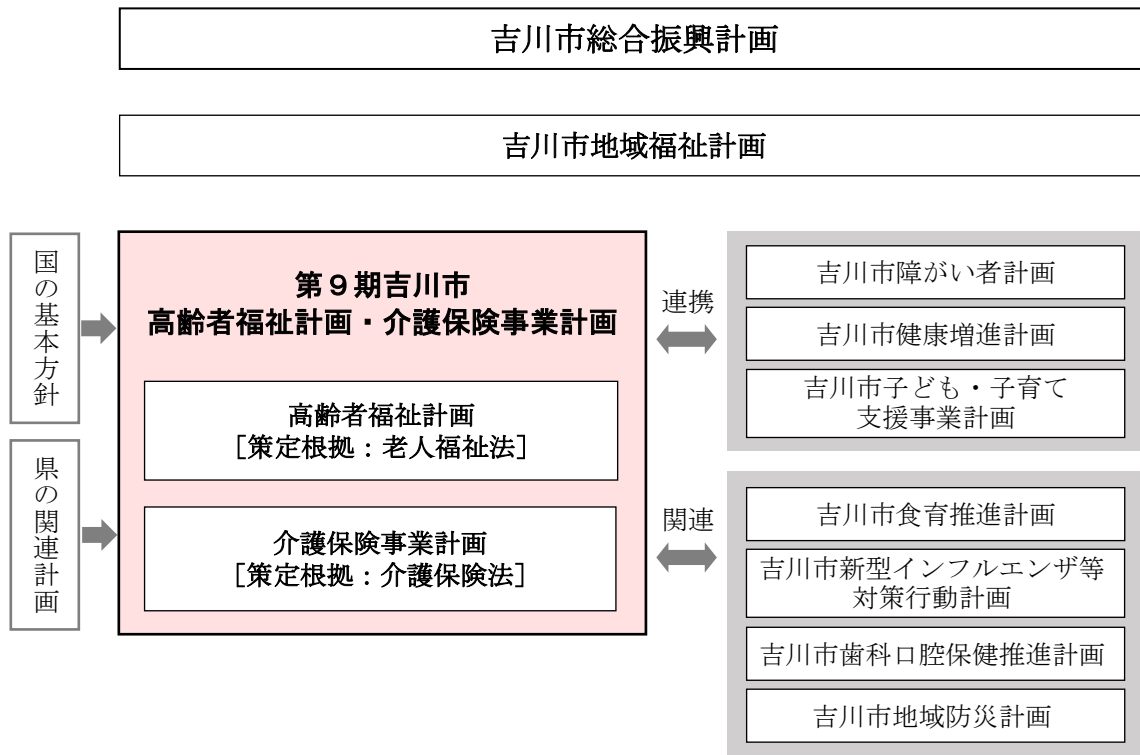 吉川市総合振興計画
吉川市地域福祉計画
国の基本方針
県の関連計画
第９期吉川市
高齢者福祉計画・介護保険事業計画
高齢者福祉計画
［策定根拠：老人福祉法］
介護保険事業計画
［策定根拠：介護保険法］
連携
関連
吉川市障がい者計画
吉川市健康増進計画
吉川市子ども・子育て
支援事業計画
吉川市食育推進計画
吉川市新型インフルエンザ等
対策行動計画
吉川市歯科口腔保健推進計画
吉川市地域防災計画